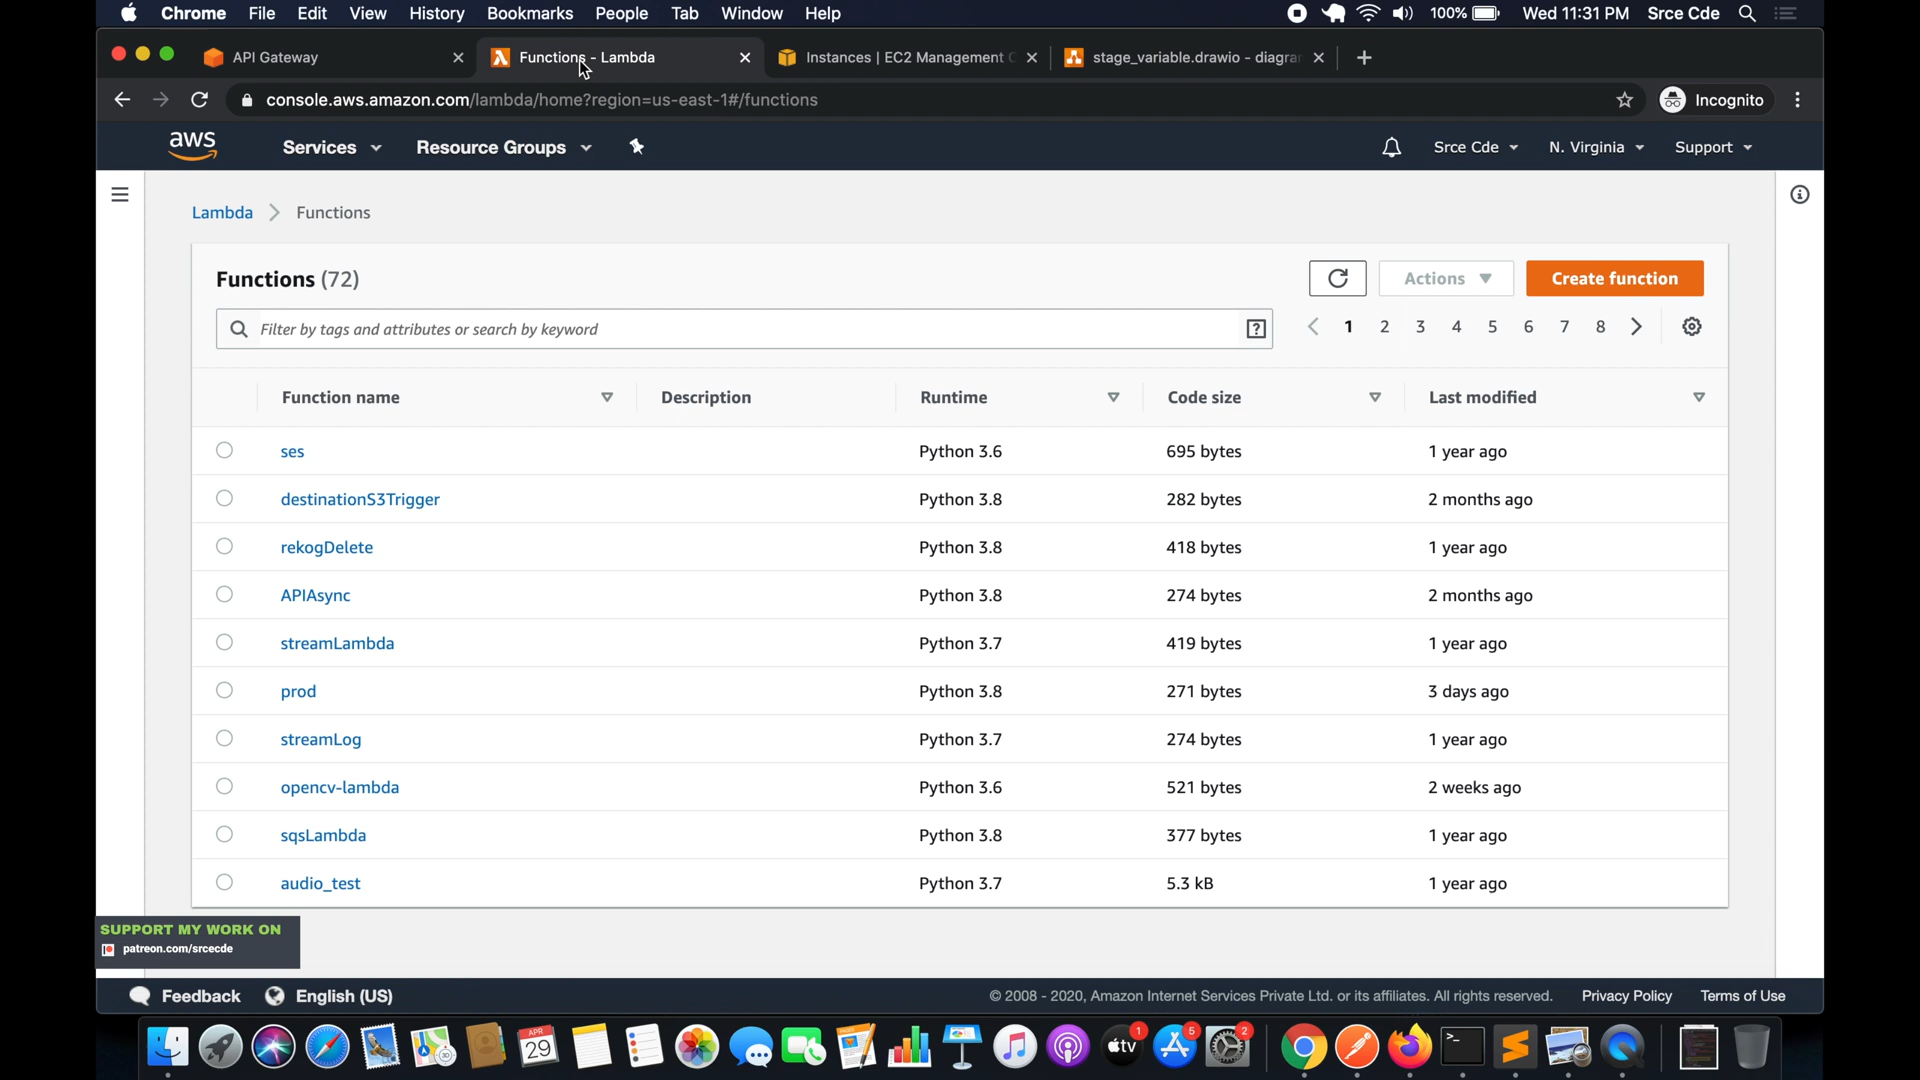 Chrome File Edit View History Bookmarks People Tab Window Help 100% Wed 11:31 PM Srce Cde
API Gateway Functions - Lambda Instances | EC2 Management C stage_variable.drawio - diagra
console.aws.amazon.com/lambda/home?region=us-east-1#/functions Incognito
aws Services Resource Groups Srce Cde N. Virginia Support
Lambda > Functions
Functions (72) Actions Create function
Filter by tags and attributes or search by keyword ? 1 2 3 4 5 6 7 8
Function name Description Runtime Code size Last modified
ses Python 3.6 695 bytes 1 year ago
destinationS3Trigger Python 3.8 282 bytes 2 months ago
rekogDelete Python 3.8 418 bytes 1 year ago
APIAsync Python 3.8 274 bytes 2 months ago
streamLambda Python 3.7 419 bytes 1 year ago
prod Python 3.8 271 bytes 3 days ago
streamLog Python 3.7 274 bytes 1 year ago
opencv-lambda Python 3.6 521 bytes 2 weeks ago
sqsLambda Python 3.8 377 bytes 1 year ago
audio_test Python 3.7 5.3 kB 1 year ago
SUPPORT MY WORK ON
patreon.com/srcecde
Feedback English (US) © 2008 - 2020, Amazon Internet Services Private Ltd. or its affiliates. All rights reserved. Privacy Policy Terms of Use
APR 29 tv 1 5 2